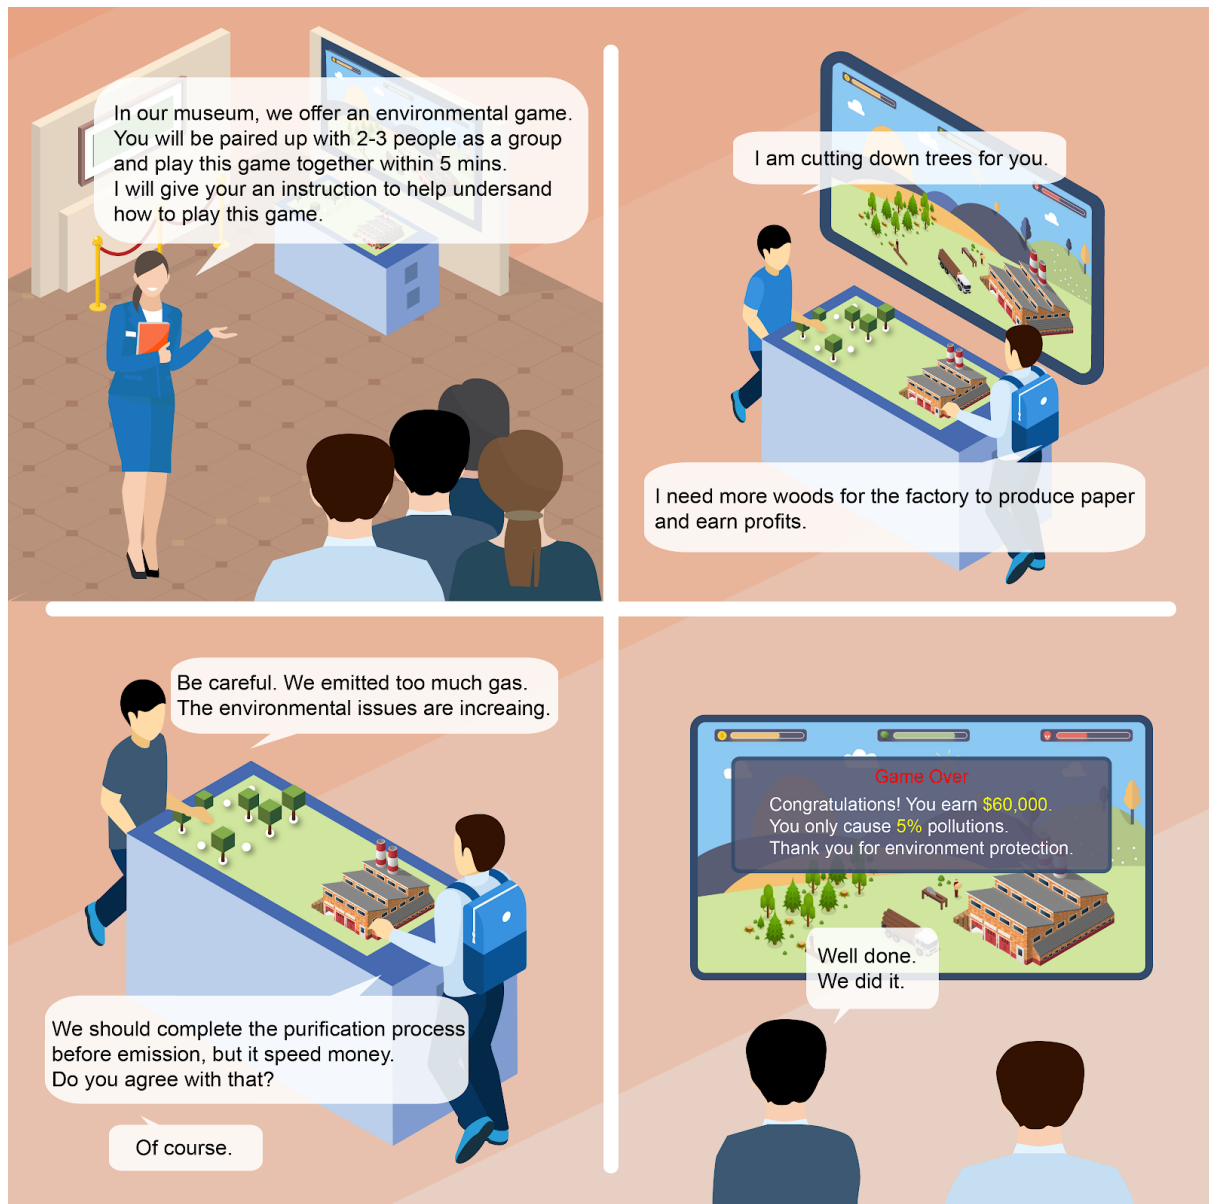 In our museum, we offer an environmental game.
You will be paired up with 2-3 people as a group
and play this game together within 5 mins.
I will give your an instruction to help undersand
how to play this game.
I am cutting down trees for you.
I need more woods for the factory to produce paper
and earn profits.
Be careful. We emitted too much gas.
The environmental issues are increaing.
We should complete the purification process
before emission, but it speed money.
Do you agree with that?
Of course.
Game Over
Congratulations! You earn $60,000.
You only cause 5% pollutions.
Thank you for environment protection.
Well done.
We did it.